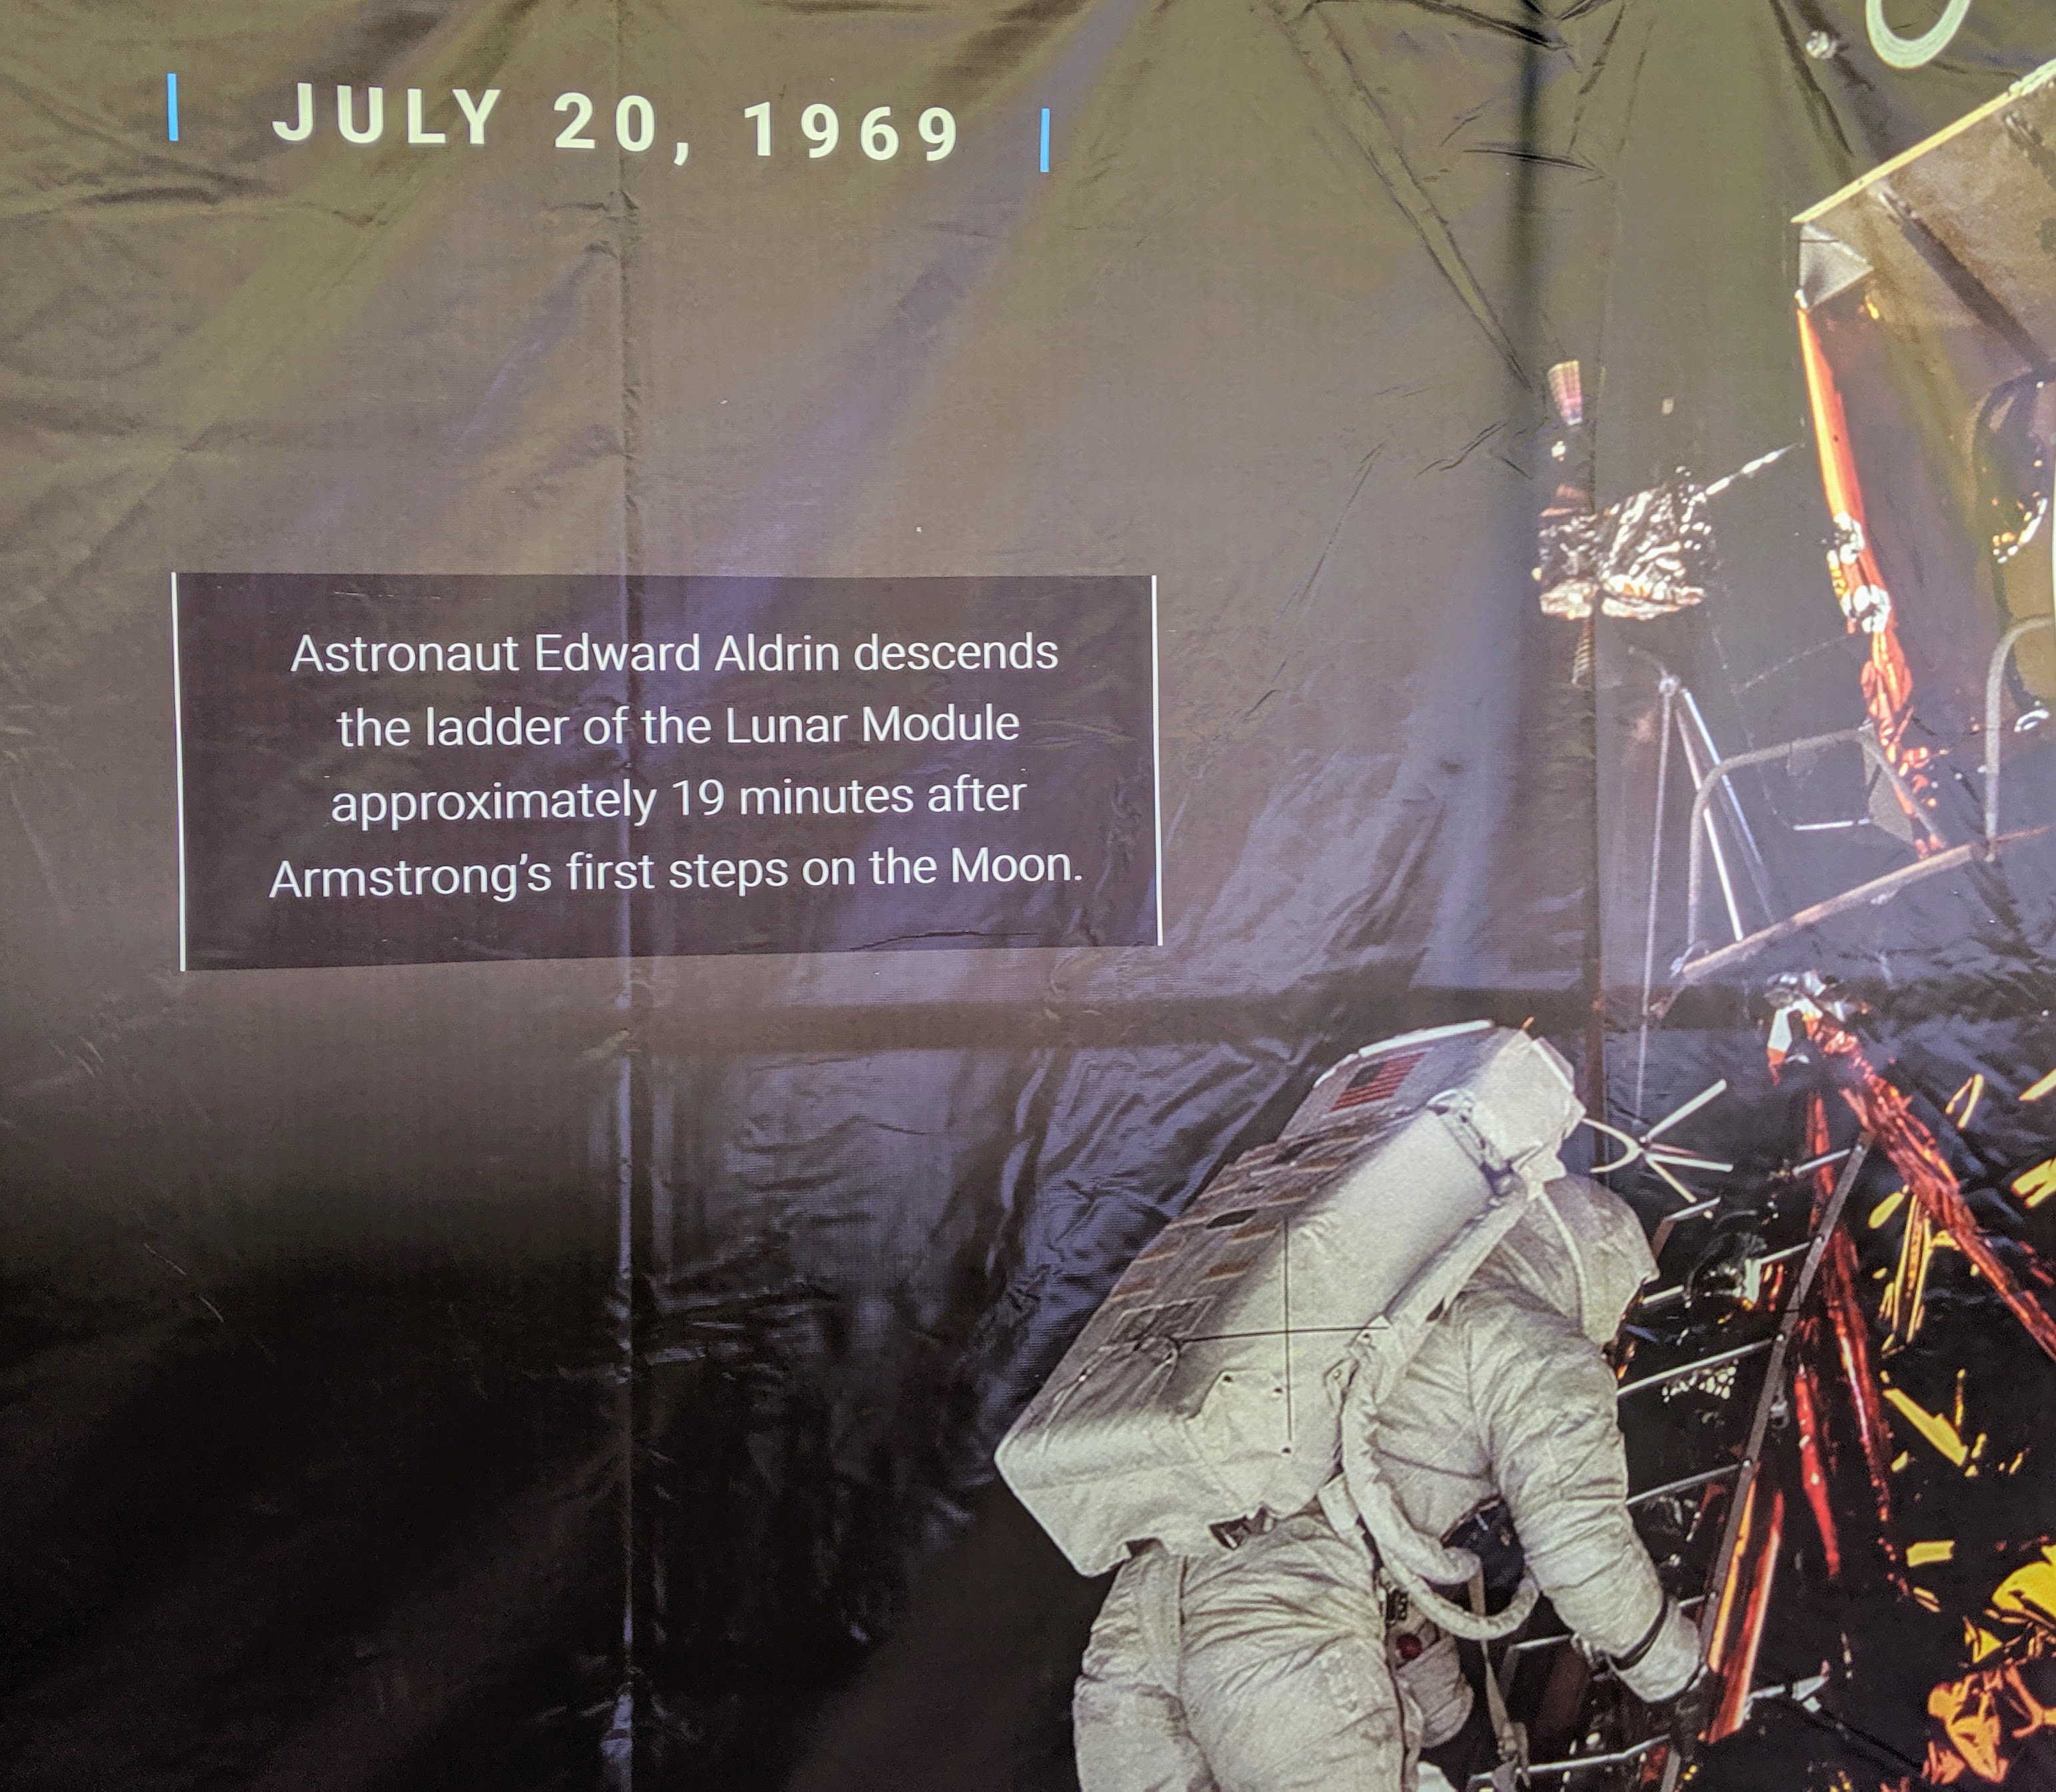 JULY 20, 1969
Astronaut Edward Aldrin descends
the ladder of the Lunar Module
approximately 19 minutes after
Armstrong's first steps on the Moon.